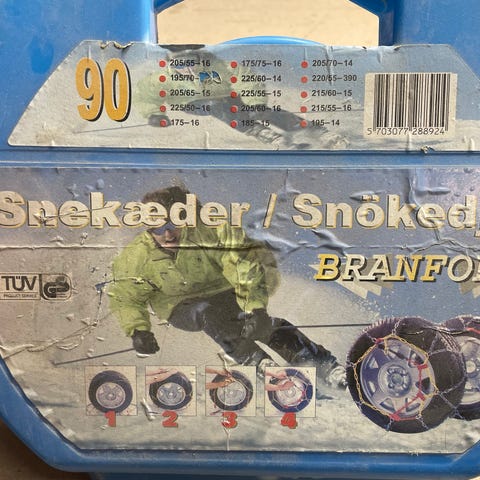 90
205/55-16 175/75-16 205/70-14
195/70- 225/60-14 220/55-390
205/65-15 225/55-15 215/60-15
225/50-16 205/60-16 215/55-16
175-16 185-15 195-14
5 703077 288924
Snekæder / Snöked
BRANFO
TÜV
PRODUCT SERVICE
1 2 3 4